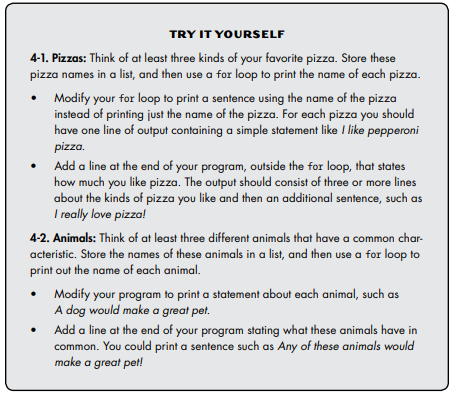 TRY IT YOURSELF
4-1. Pizzas: Think of at least three kinds of your favorite pizza. Store these
pizza names in a list, and then use a for loop to print the name of each pizza.
• Modify your for loop to print a sentence using the name of the pizza
instead of printing just the name of the pizza. For each pizza you should
have one line of output containing a simple statement like I like pepperoni
pizza.
• Add a line at the end of your program, outside the for loop, that states
how much you like pizza. The output should consist of three or more lines
about the kinds of pizza you like and then an additional sentence, such as
I really love pizza!
4-2. Animals: Think of at least three different animals that have a common char-
acteristic. Store the names of these animals in a list, and then use a for loop to
print out the name of each animal.
• Modify your program to print a statement about each animal, such as
A dog would make a great pet.
• Add a line at the end of your program stating what these animals have in
common. You could print a sentence such as Any of these animals would
make a great pet!